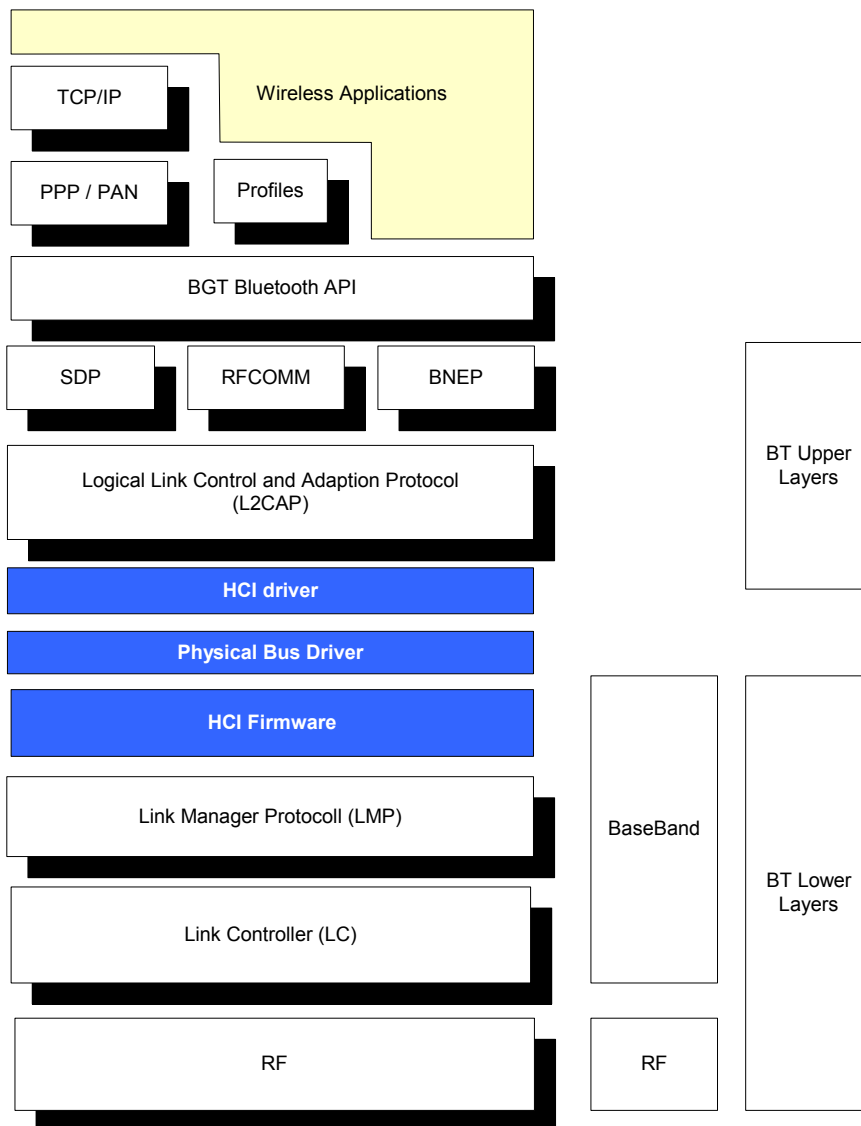 Wireless Applications
TCP/IP
PPP / PAN
Profiles
BGT Bluetooth API
SDP
RFCOMM
BNEP
Logical Link Control and Adaption Protocol
(L2CAP)
BT Upper
Layers
HCI driver
Physical Bus Driver
HCI Firmware
Link Manager Protocoll (LMP)
BaseBand
BT Lower
Layers
Link Controller (LC)
RF
RF